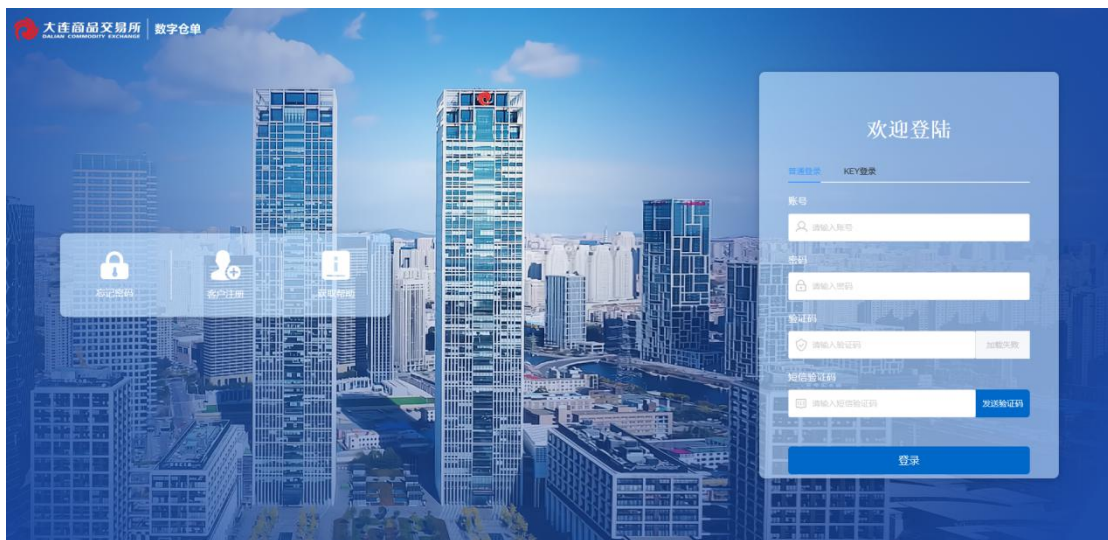 大连商品交易所 数字仓单
DALIAN COMMODITY EXCHANGE
忘记密码 客户注册 获取帮助
欢迎登陆
普通登录 KEY登录
账号
请输入账号
密码
请输入密码
验证码
请输入验证码 加载失败
短信验证码
请输入短信验证码 发送验证码
登录